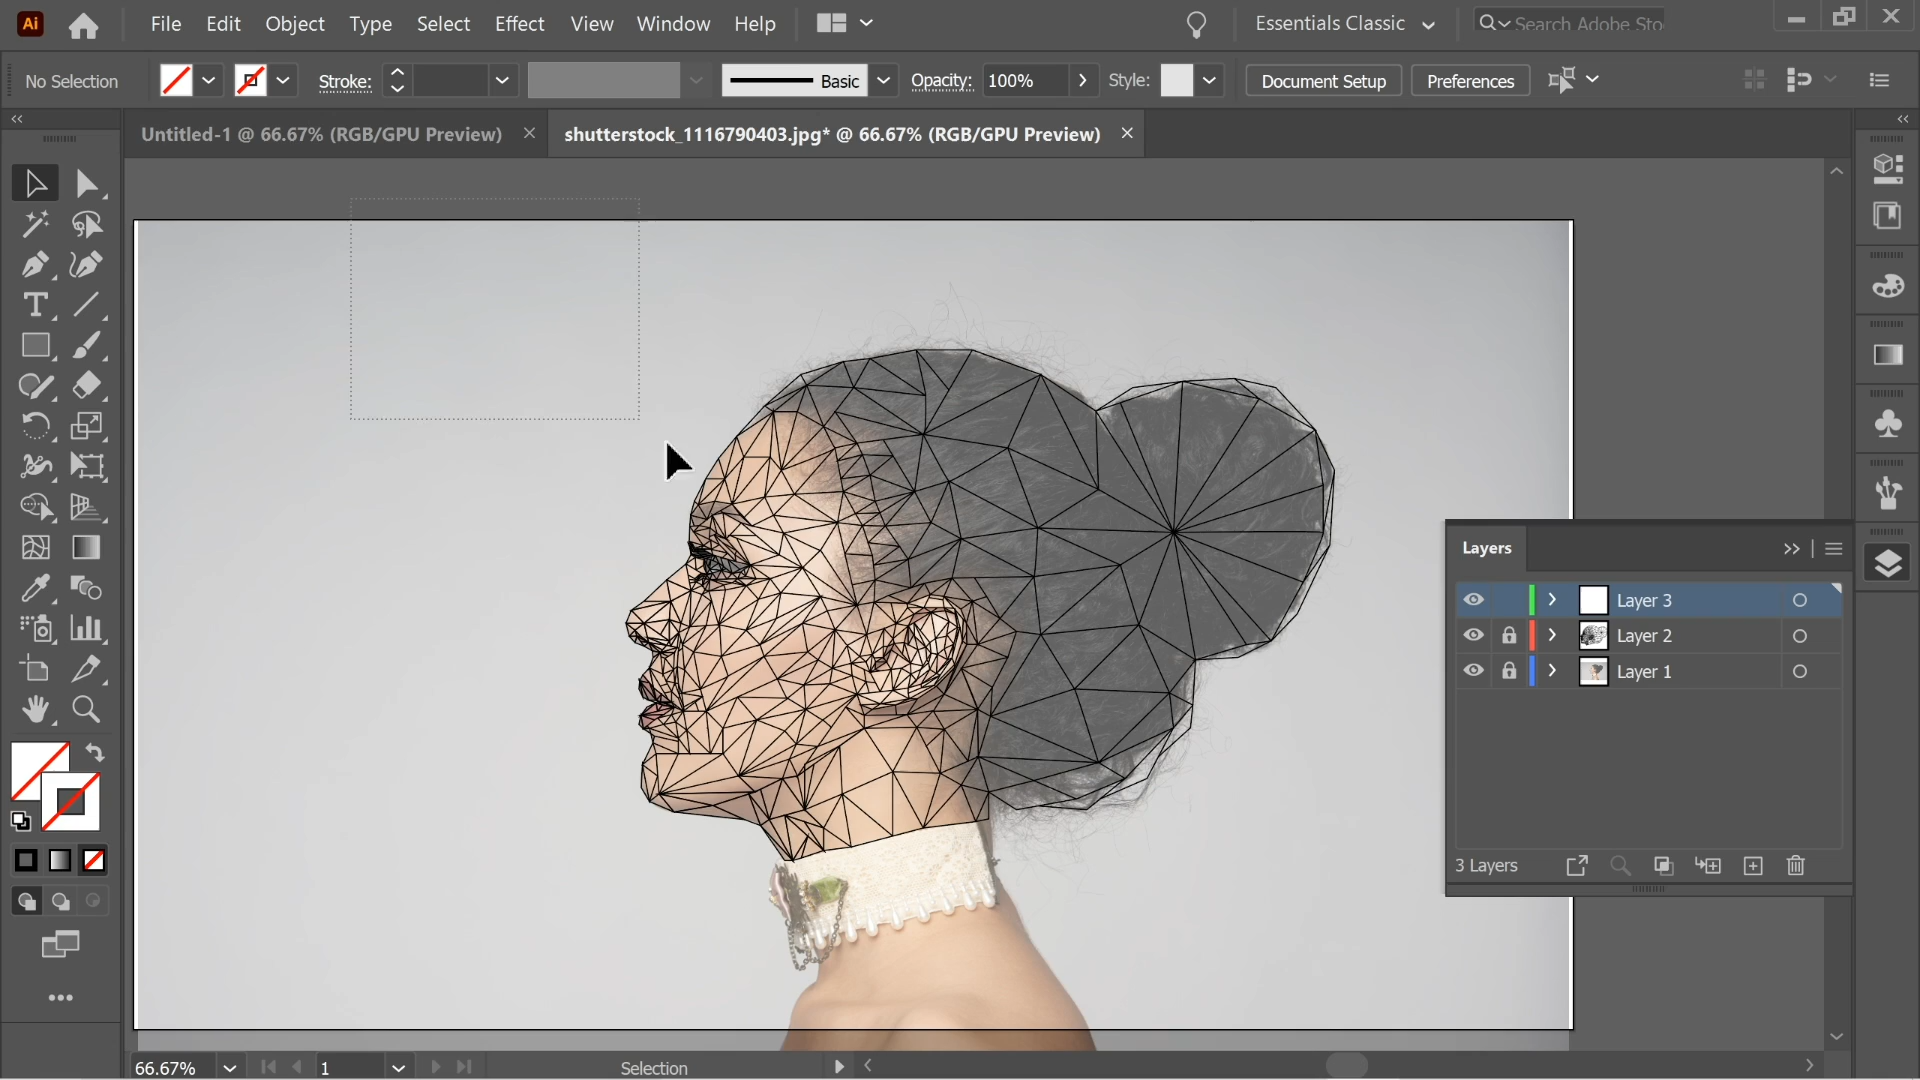 Ai File Edit Object Type Select Effect View Window Help Essentials Classic Search Adobe Sto
No Selection Stroke: Basic Opacity: 100% Style: Document Setup Preferences
Untitled-1 @ 66.67% (RGB/GPU Preview) shutterstock_1116790403.jpg* @ 66.67% (RGB/GPU Preview)
Layers
Layer 3
Layer 2
Layer 1
3 Layers
66.67% 1 Selection